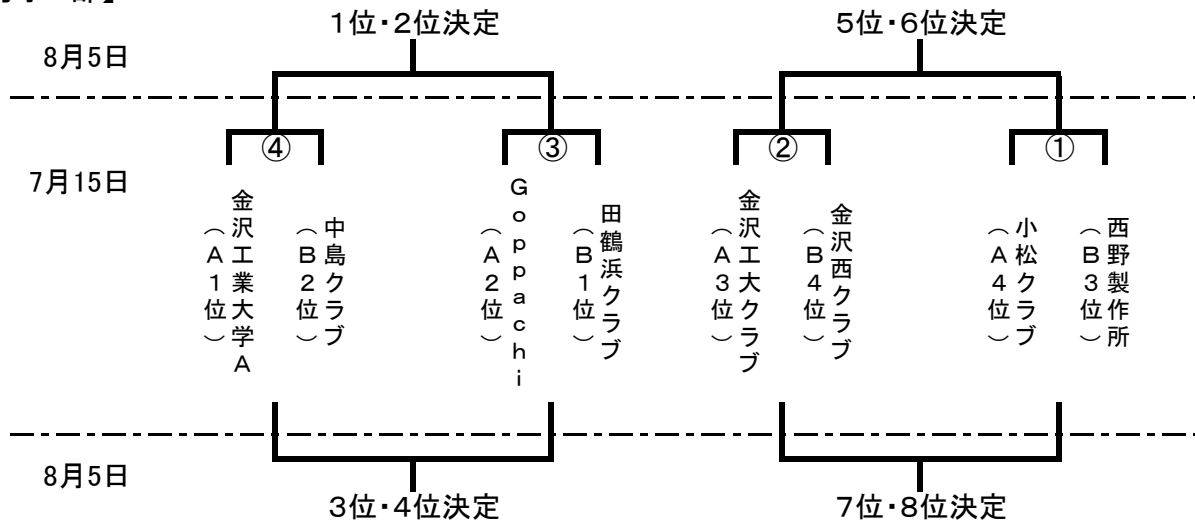 1位・2位決定
5位・6位決定
8月5日
④
③
②
①
7月15日
金沢工業大学A
（A1位）
中島クラブ
（B2位）
Goppachi
（A2位）
田鶴浜クラブ
（B1位）
金沢工大クラブ
（A3位）
金沢西クラブ
（B4位）
小松クラブ
（A4位）
西野製作所
（B3位）
8月5日
3位・4位決定
7位・8位決定